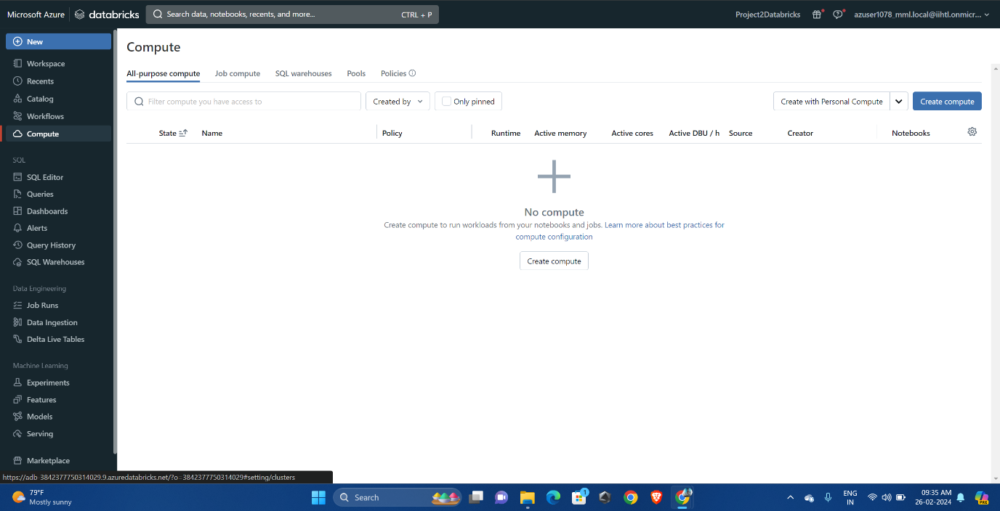 Microsoft Azure databricks Search data, notebooks, recents, and more... CTRL + P Project2Databricks azuser1078_mml.local@iihtl.onmicr...
New
Workspace
Recents
Catalog
Workflows
Compute
SQL
SQL Editor
Queries
Dashboards
Alerts
Query History
SQL Warehouses
Data Engineering
Job Runs
Data Ingestion
Delta Live Tables
Machine Learning
Experiments
Features
Models
Serving
Marketplace
Compute
All-purpose compute Job compute SQL warehouses Pools Policies
Filter compute you have access to Created by Only pinned Create with Personal Compute Create compute
State Name Policy Runtime Active memory Active cores Active DBU / h Source Creator Notebooks
No compute
Create compute to run workloads from your notebooks and jobs. Learn more about best practices for
compute configuration
Create compute
https://adb-3842377750314029.9.azuredatabricks.net/?o=3842377750314029#setting/clusters
79°F
Mostly sunny
Search
1
ENG
IN
09:35 AM
26-02-2024
PRE